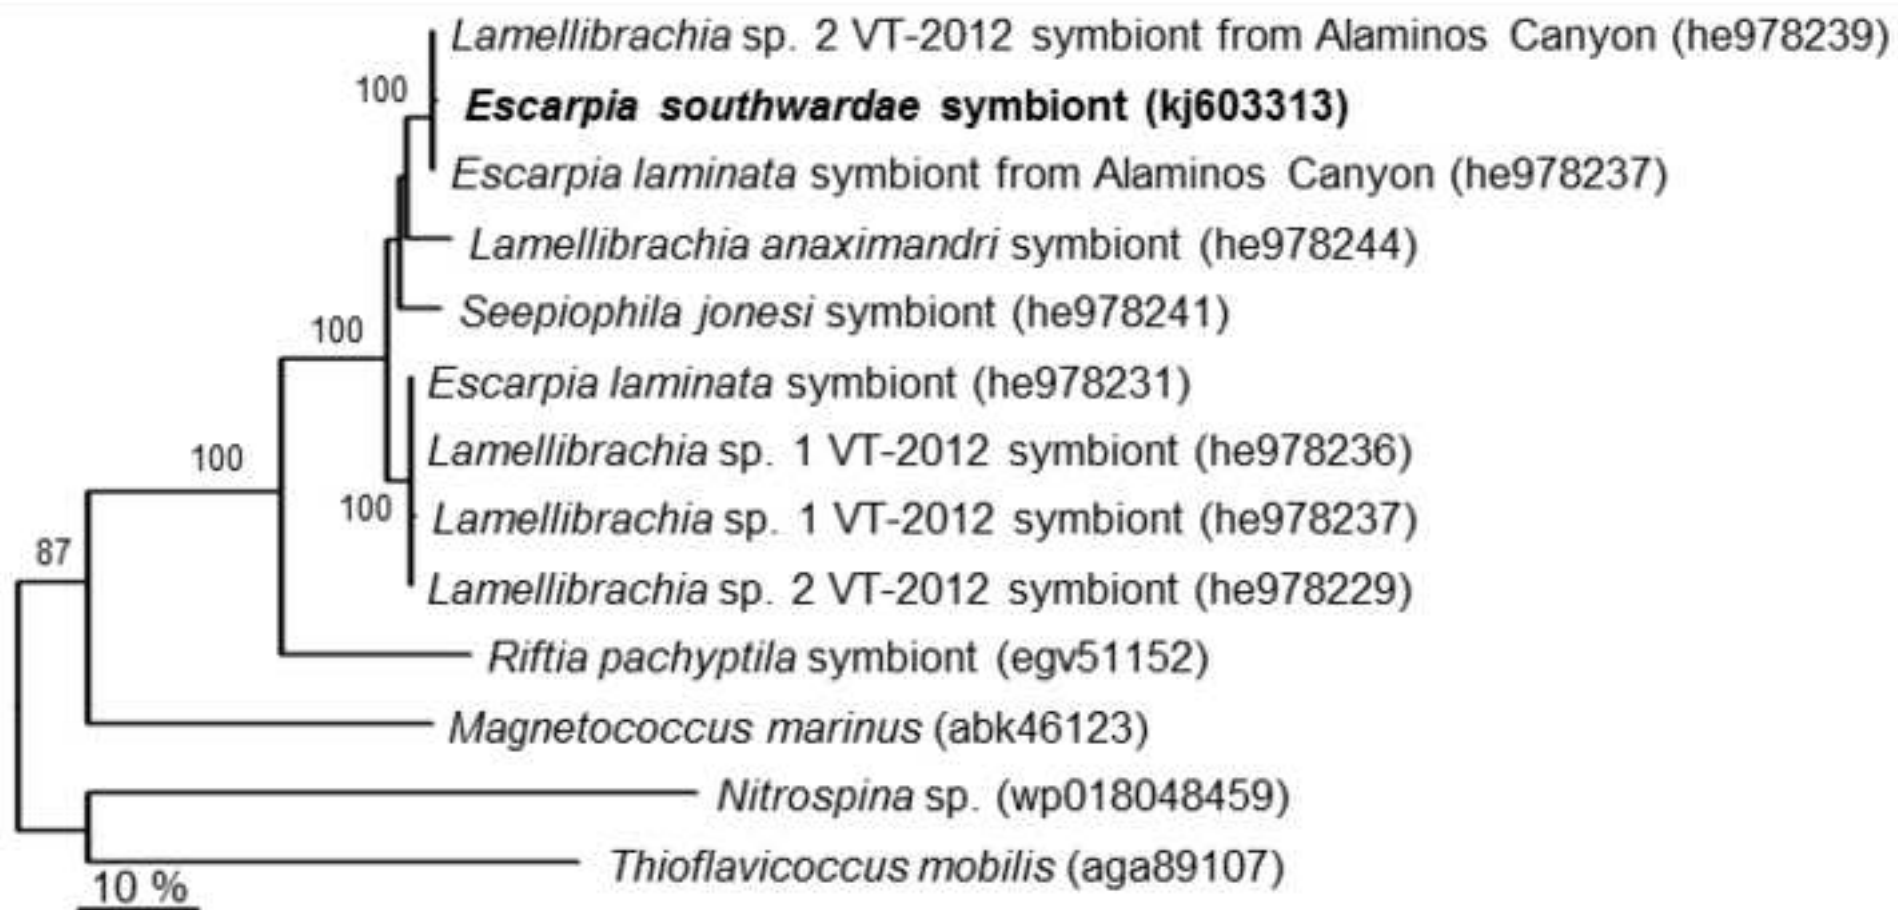 Lamellibrachia sp. 2 VT-2012 symbiont from Alaminos Canyon (he978239)
100
Escarpia southwardae symbiont (kj603313)
Escarpia laminata symbiont from Alaminos Canyon (he978237)
Lamellibrachia anaximandri symbiont (he978244)
Seepiophila jonesi symbiont (he978241)
100
Escarpia laminata symbiont (he978231)
Lamellibrachia sp. 1 VT-2012 symbiont (he978236)
100
100
Lamellibrachia sp. 1 VT-2012 symbiont (he978237)
87
Lamellibrachia sp. 2 VT-2012 symbiont (he978229)
Riftia pachyptila symbiont (egv51152)
Magnetococcus marinus (abk46123)
Nitrospina sp. (wp018048459)
Thioflavicoccus mobilis (aga89107)
10 %